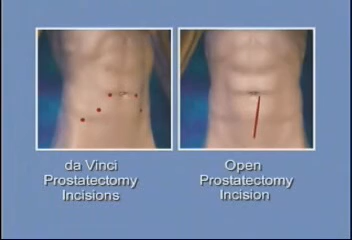 da Vinci
Prostatectomy
Incisions
Open
Prostatectomy
Incision